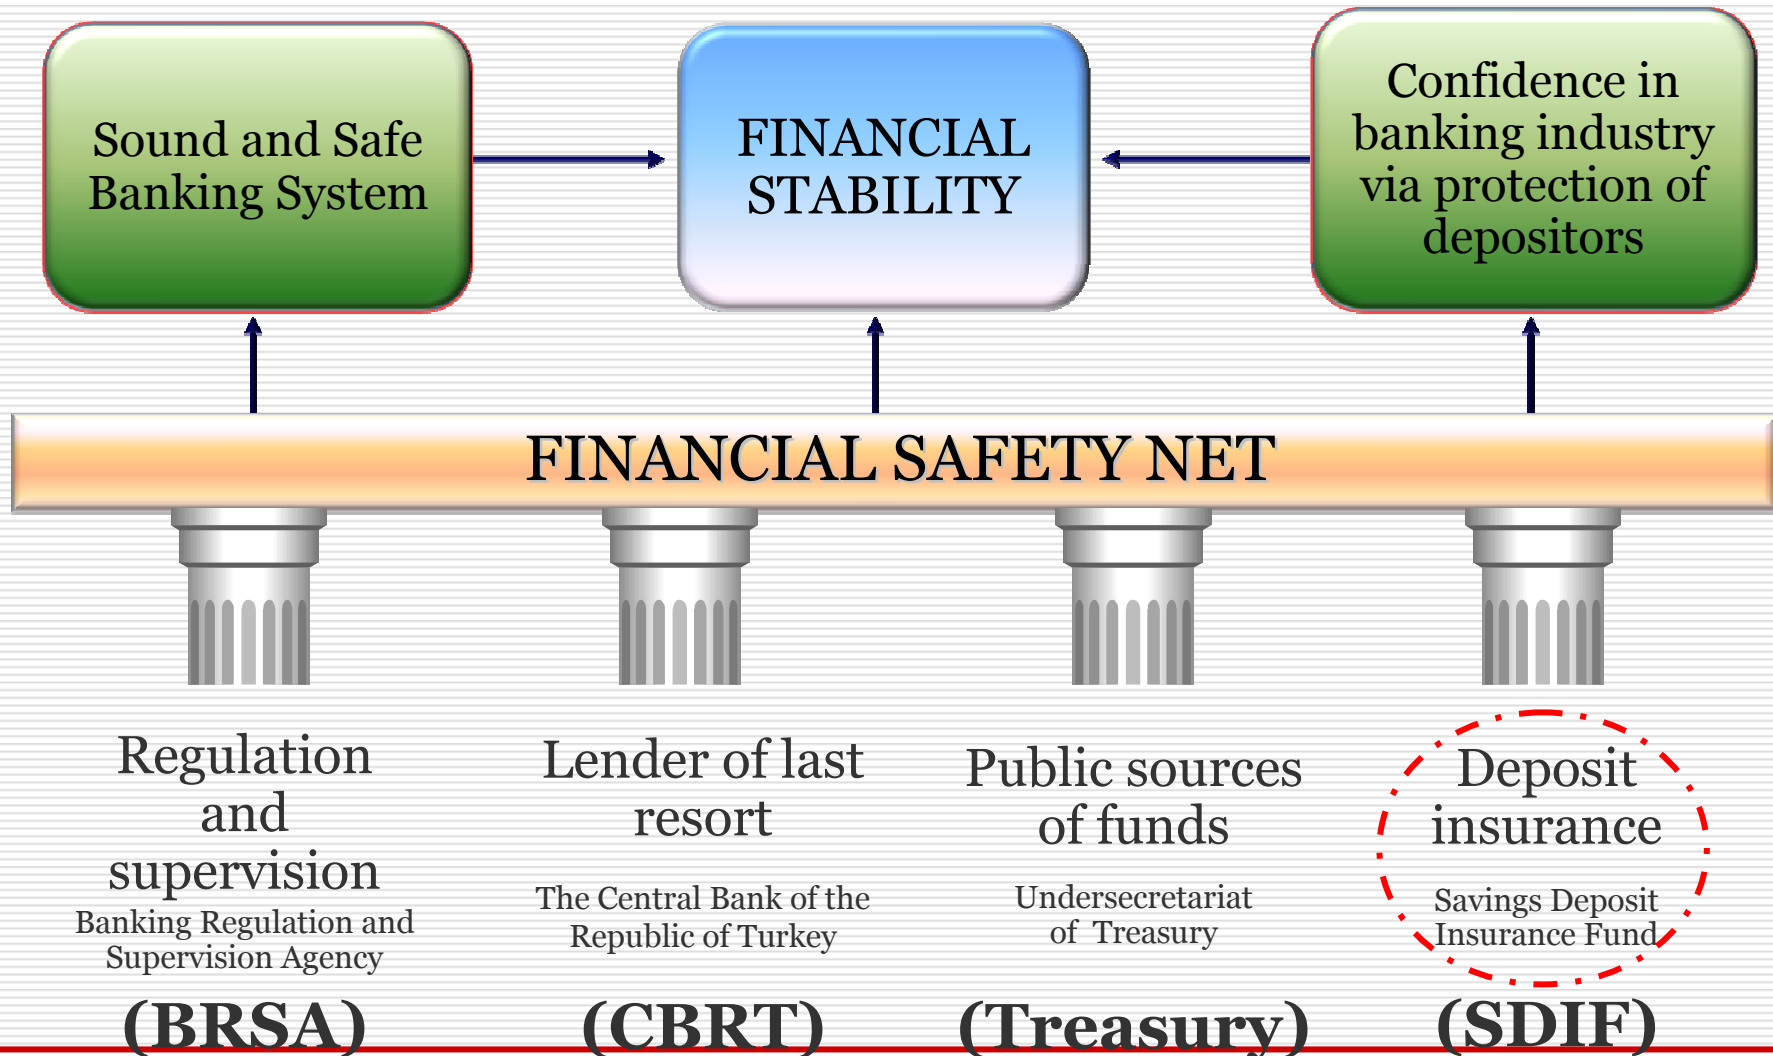 Sound and Safe
Banking System
FINANCIAL
STABILITY
Confidence in
banking industry
via protection of
depositors
FINANCIAL SAFETY NET
Regulation
and
supervision
Banking Regulation and
Supervision Agency
(BRSA)
Lender of last
resort
The Central Bank of the
Republic of Turkey
(CBRT)
Public sources
of funds
Undersecretariat
of Treasury
(Treasury)
Deposit
insurance
Savings Deposit
Insurance Fund
(SDIF)